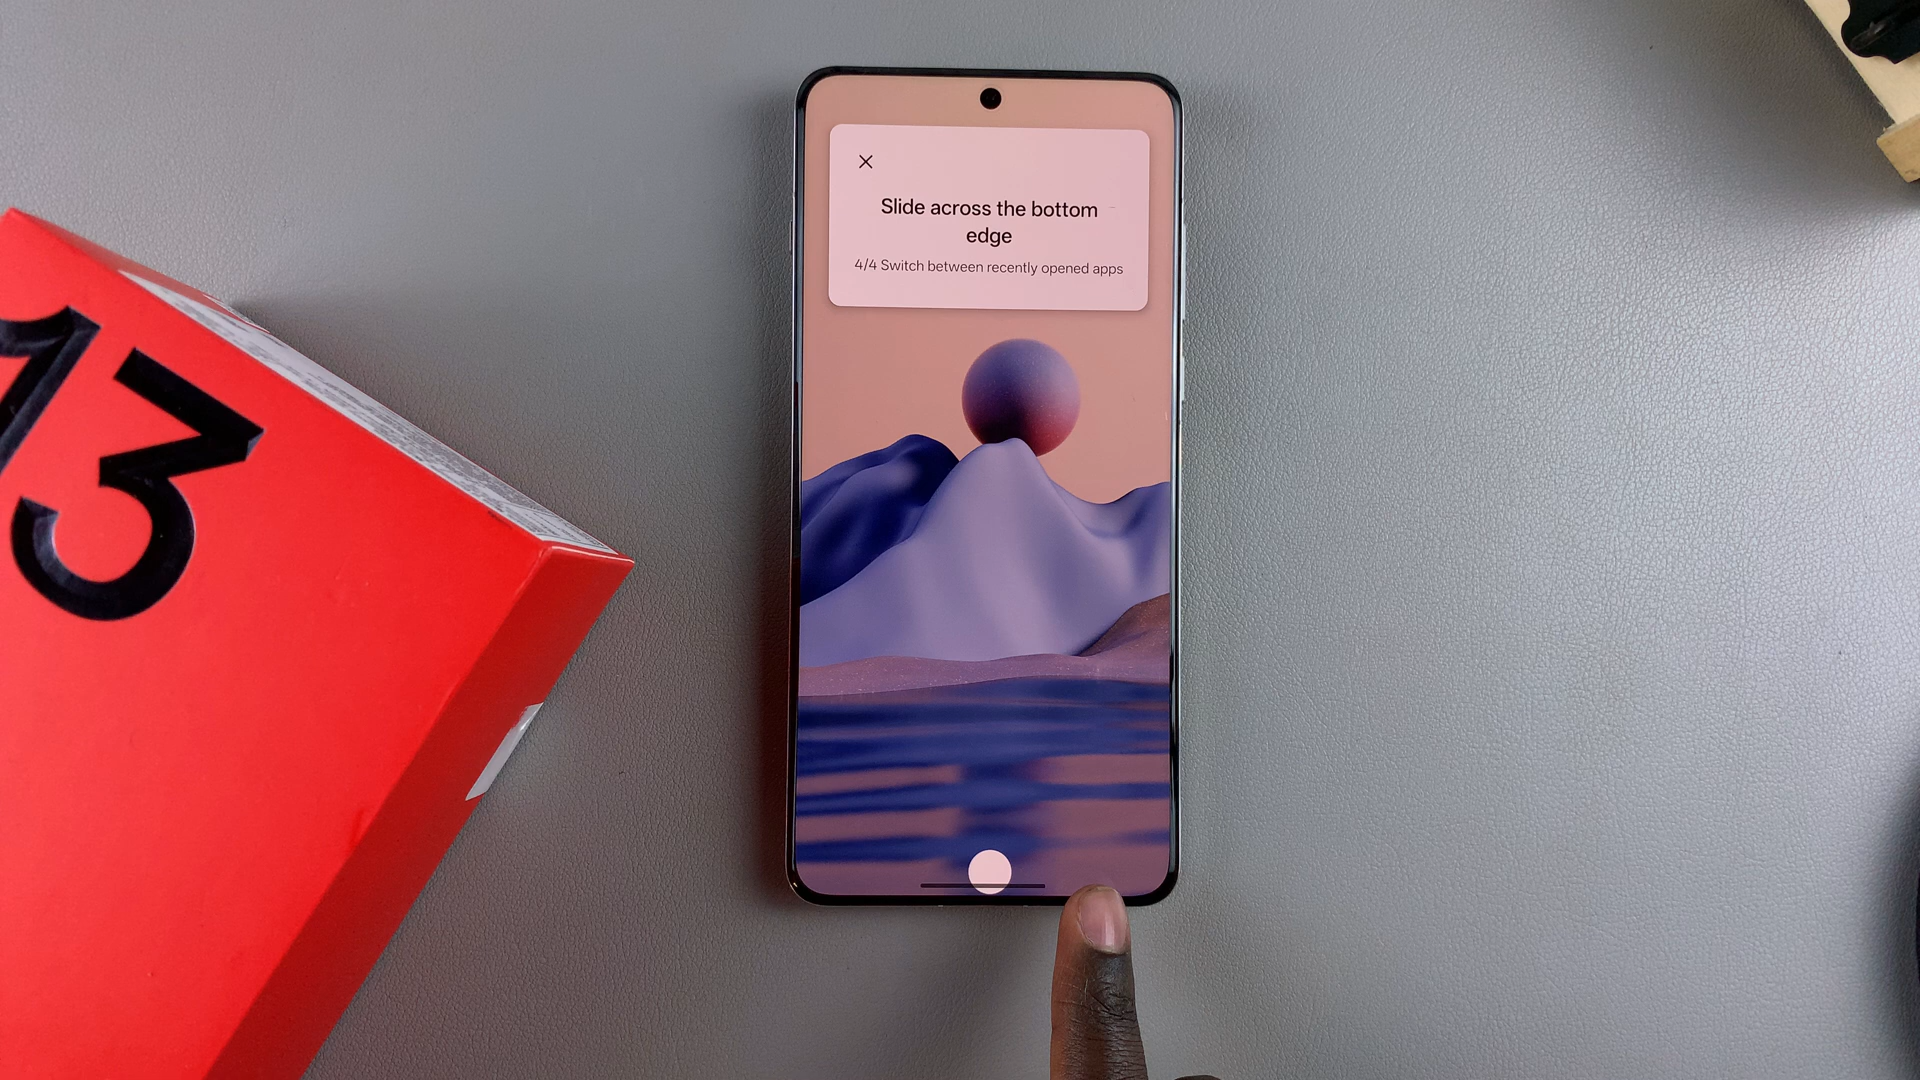 13
Slide across the bottom
edge
4/4 Switch between recently opened apps